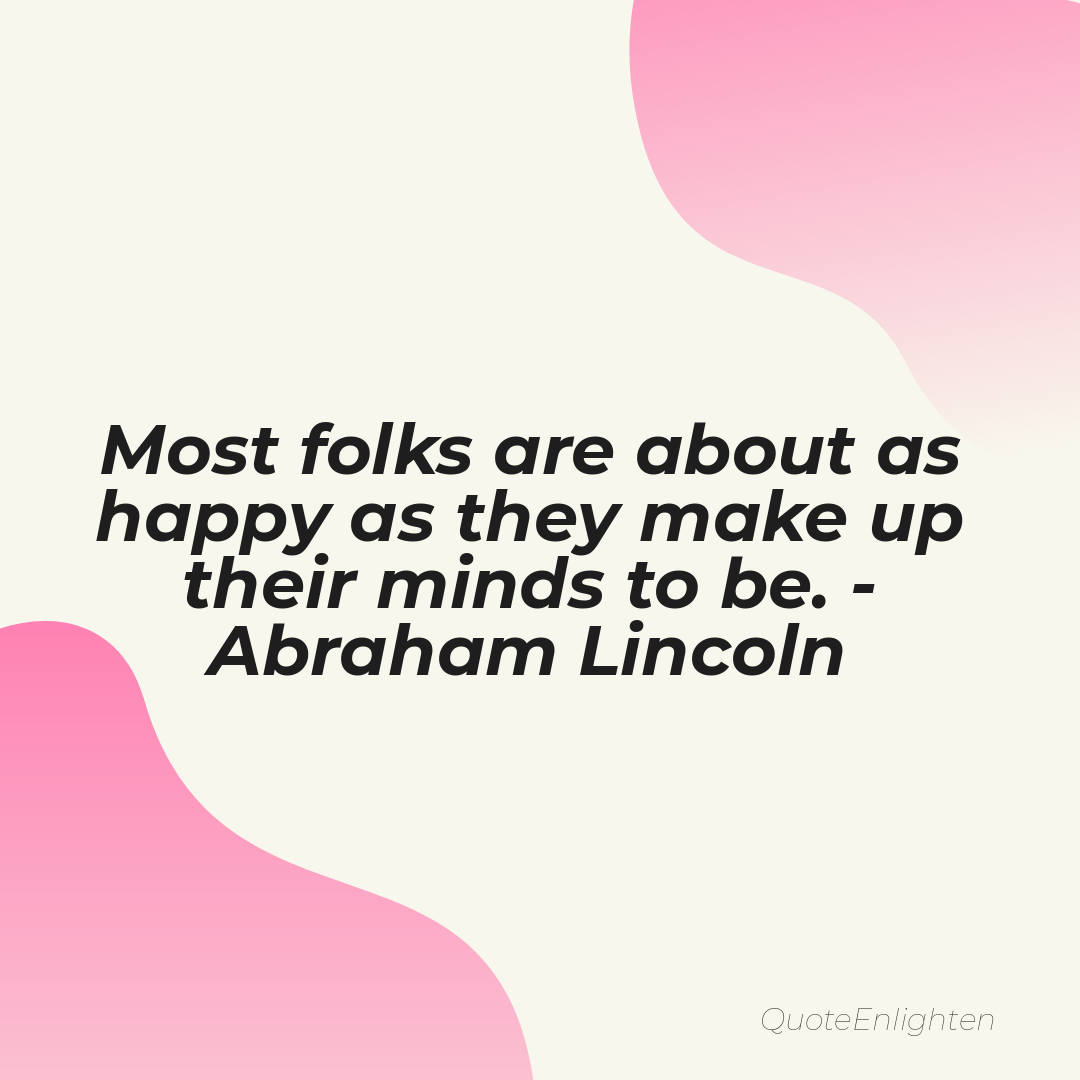 Most folks are about as
happy as they make up
their minds to be. -
Abraham Lincoln
QuoteEnlighten